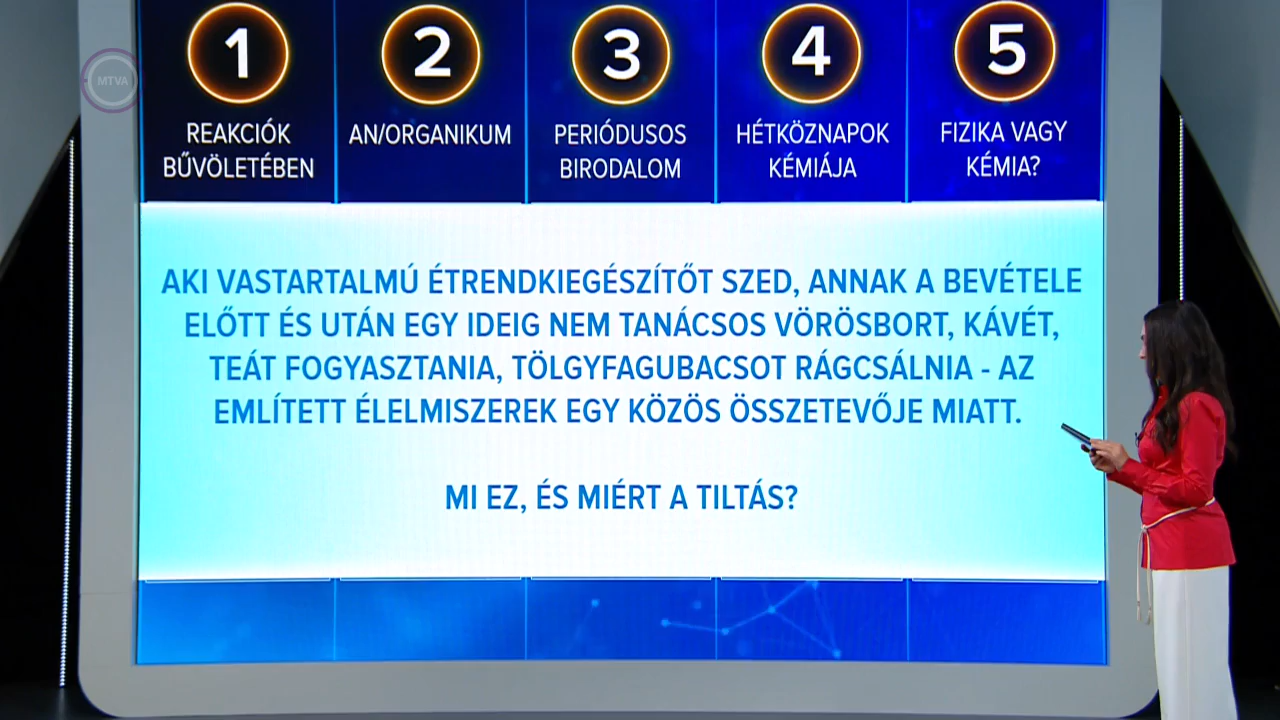 1
2
3
4
5
MTVA
REAKCIÓK
BŰVÖLETÉBEN
AN/ORGANIKUM
PERIÓDUSOS
BIRODALOM
HÉTKÖZNAPOK
KÉMIÁJA
FIZIKA VAGY
KÉMIA?
AKI VASTARTALMÚ ÉTRENDKIEGÉSZÍTŐT SZED, ANNAK A BEVÉTELE
ELŐTT ÉS UTÁN EGY IDEIG NEM TANÁCSOS VÖRÖSBORT, KÁVÉT,
TEÁT FOGYASZTANIA, TÖLGYFAGUBACSOT RÁGCSÁLNIA - AZ
EMLÍTETT ÉLELMISZEREK EGY KÖZÖS ÖSSZETEVŐJE MIATT.
MI EZ, ÉS MIÉRT A TILTÁS?